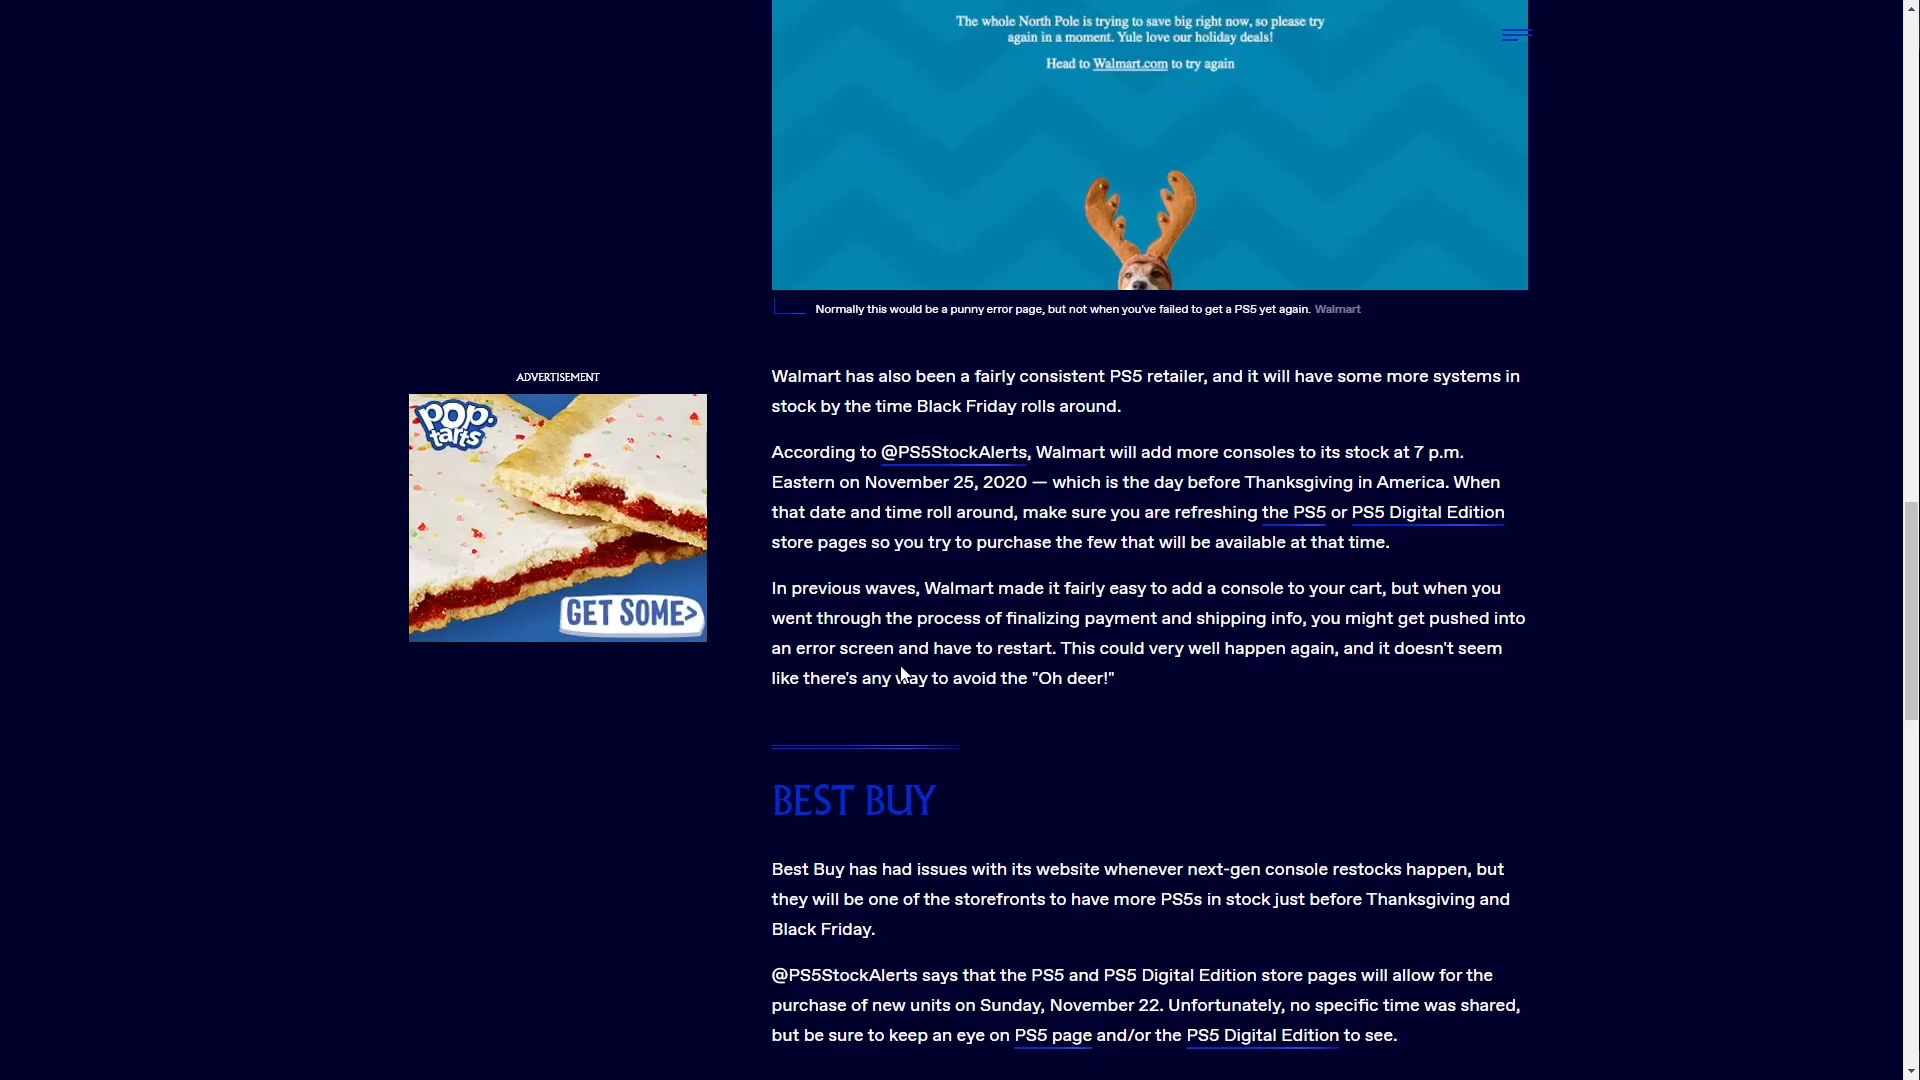 The whole North Pole is trying to save big right now, so please try
again in a moment. Yule love our holiday deals!
Head to Walmart.com to try again
Normally this would be a punny error page, but not when you've failed to get a PS5 yet again. Walmart
ADVERTISEMENT
POP.
tarts
GET SOME>
Walmart has also been a fairly consistent PS5 retailer, and it will have some more systems in
stock by the time Black Friday rolls around.
According to @PS5StockAlerts, Walmart will add more consoles to its stock at 7 p.m.
Eastern on November 25, 2020 — which is the day before Thanksgiving in America. When
that date and time roll around, make sure you are refreshing the PS5 or PS5 Digital Edition
store pages so you try to purchase the few that will be available at that time.
In previous waves, Walmart made it fairly easy to add a console to your cart, but when you
went through the process of finalizing payment and shipping info, you might get pushed into
an error screen and have to restart. This could very well happen again, and it doesn't seem
like there's any way to avoid the "Oh deer!"
BEST BUY
Best Buy has had issues with its website whenever next-gen console restocks happen, but
they will be one of the storefronts to have more PS5s in stock just before Thanksgiving and
Black Friday.
@PS5StockAlerts says that the PS5 and PS5 Digital Edition store pages will allow for the
purchase of new units on Sunday, November 22. Unfortunately, no specific time was shared,
but be sure to keep an eye on PS5 page and/or the PS5 Digital Edition to see.